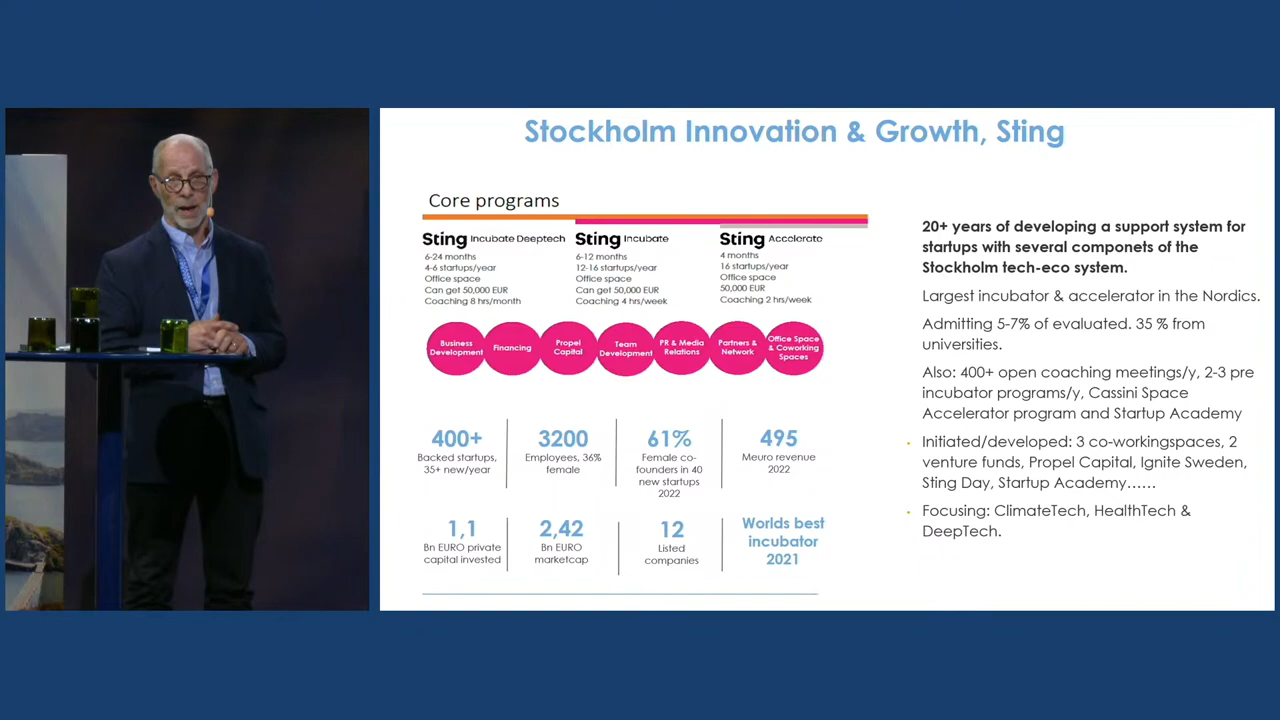 Stockholm Innovation & Growth, Sting
Core programs
Sting Incubate Deeptech
6-24 months
4-6 startups/year
Office space
Can get 50,000 EUR
Coaching 8 hrs/month
Sting Incubate
6-12 months
12-16 startups/year
Office space
Can get 50,000 EUR
Coaching 4 hrs/week
Sting Accelerate
4 months
16 startups/year
Office space
50,000 EUR
Coaching 2 hrs/week
Business
Development
Financing
Propel
Capital
Team
Development
PR & Media
Relations
Partners &
Network
Office Space
& Coworking
Spaces
400+
Backed startups,
35+ new/year
3200
Employees, 36%
female
61%
Female co-
founders in 40
new startups
2022
495
Meuro revenue
2022
1,1
Bn EURO private
capital invested
2,42
Bn EURO
marketcap
12
Listed
companies
Worlds best
incubator
2021
20+ years of developing a support system for
startups with several componets of the
Stockholm tech-eco system.
Largest incubator & accelerator in the Nordics.
Admitting 5-7% of evaluated. 35 % from
universities.
Also: 400+ open coaching meetings/y, 2-3 pre
incubator programs/y, Cassini Space
Accelerator program and Startup Academy
Initiated/developed: 3 co-workingspaces, 2
venture funds, Propel Capital, Ignite Sweden,
Sting Day, Startup Academy……
Focusing: ClimateTech, HealthTech &
DeepTech.